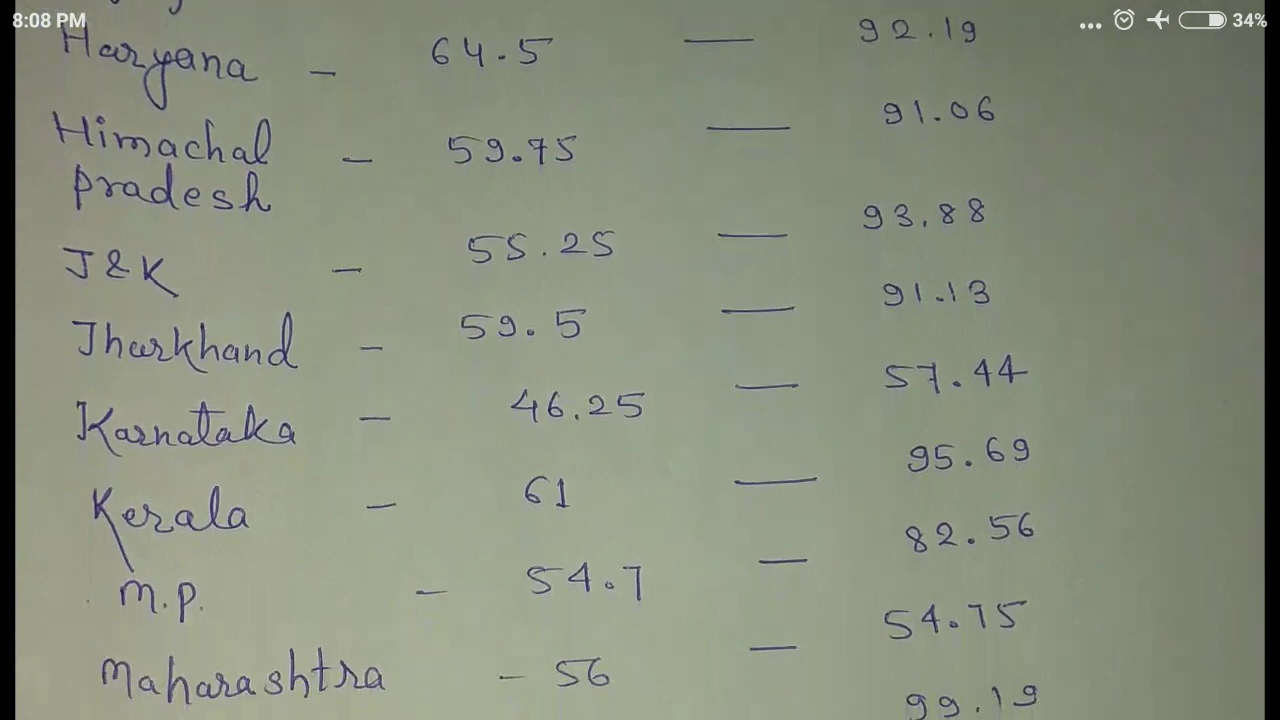 8:08 PM ... 34%
Haryana - 64.5 — 92.19
Himachal - 59.75 — 91.06
pradesh
J&K - 55.25 — 93.88
Jharkhand - 59.5 — 91.13
Karnataka - 46.25 — 57.44
Kerala - 61 — 95.69
M.P. - 54.7 — 82.56
Maharashtra - 56 — 54.75
99.19